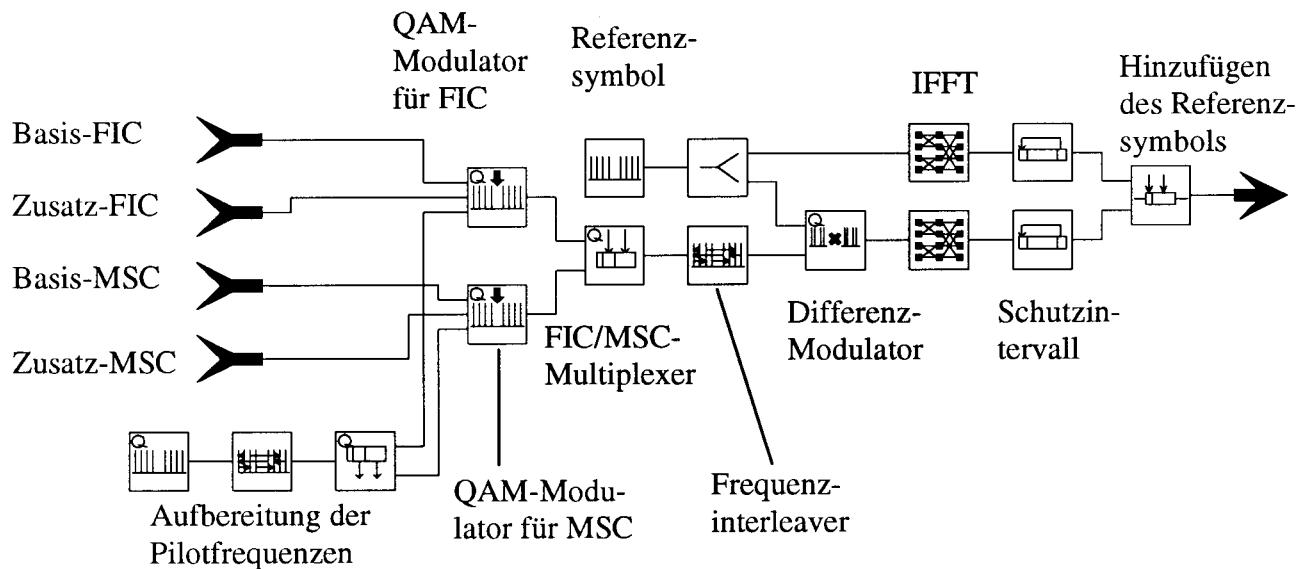 QAM-
Modulator
für FIC
Referenz-
symbol
IFFT
Hinzufügen
des Referenz-
symbols
Basis-FIC
Zusatz-FIC
Basis-MSC
Zusatz-MSC
Q
Q
Q
Q
FIC/MSC-
Multiplexer
Differenz-
Modulator
Schutzin-
tervall
Q
Q
Aufbereitung der
Pilotfrequenzen
QAM-Modu-
lator für MSC
Frequenz-
interleaver